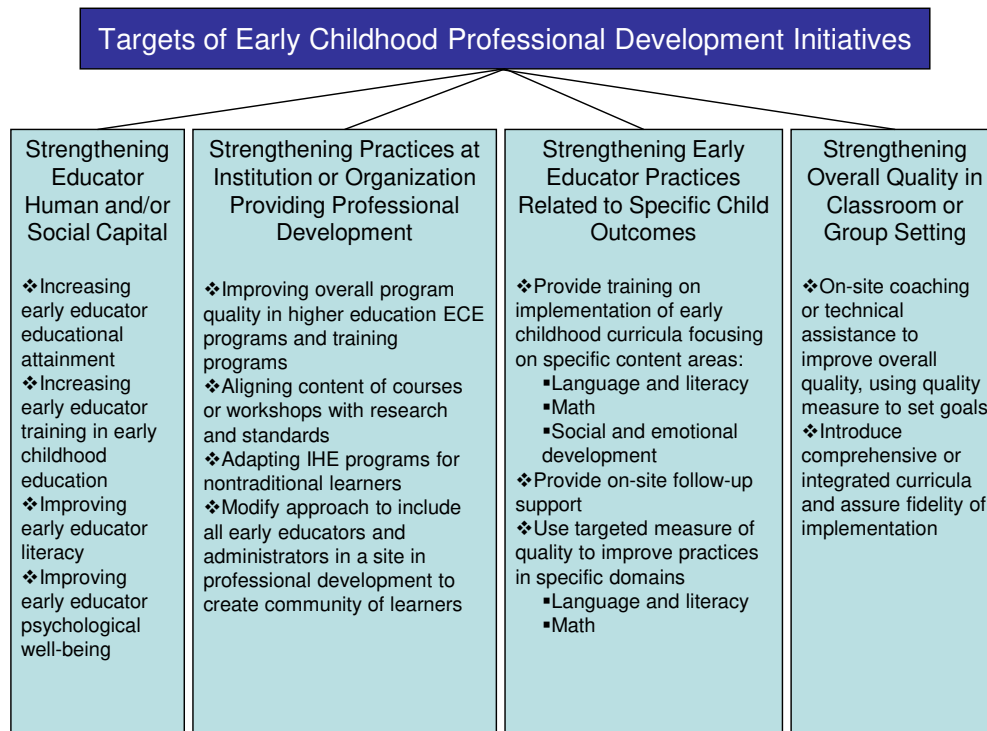 Targets of Early Childhood Professional Development Initiatives
Strengthening
Educator
Human and/or
Social Capital
❖Increasing
early educator
educational
attainment
❖Increasing
early educator
training in early
childhood
education
❖Improving
early educator
literacy
❖Improving
early educator
psychological
well-being
Strengthening Practices at
Institution or Organization
Providing Professional
Development
❖Improving overall program
quality in higher education ECE
programs and training
programs
❖Aligning content of courses
or workshops with research
and standards
❖Adapting IHE programs for
nontraditional learners
❖Modify approach to include
all early educators and
administrators in a site in
professional development to
create community of learners
Strengthening Early
Educator Practices
Related to Specific Child
Outcomes
❖Provide training on
implementation of early
childhood curricula focusing
on specific content areas:
▪Language and literacy
▪Math
▪Social and emotional
development
❖Provide on-site follow-up
support
❖Use targeted measure of
quality to improve practices
in specific domains
▪Language and literacy
▪Math
Strengthening
Overall Quality in
Classroom or
Group Setting
❖On-site coaching
or technical
assistance to
improve overall
quality, using quality
measure to set goals
❖Introduce
comprehensive or
integrated curricula
and assure fidelity of
implementation